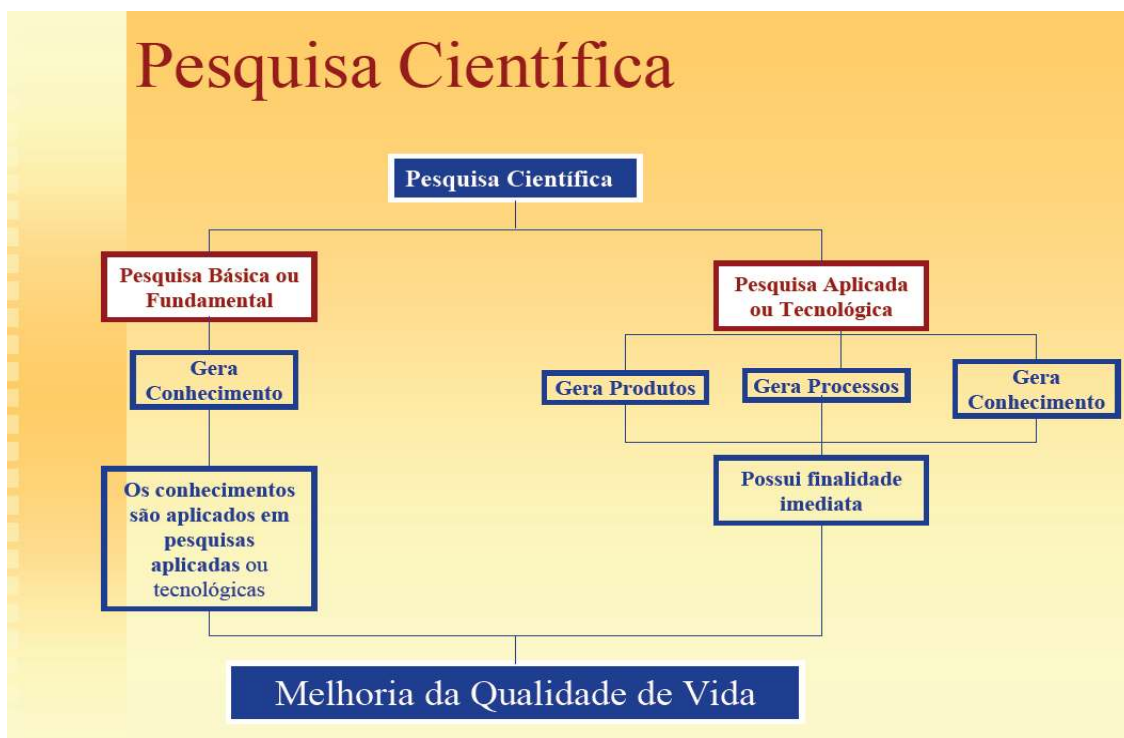 Pesquisa Científica
Pesquisa Científica
Pesquisa Básica ou
Fundamental
Gera
Conhecimento
Os conhecimentos
são aplicados em
pesquisas
aplicadas ou
tecnológicas
Pesquisa Aplicada
ou Tecnológica
Gera Produtos
Gera Processos
Gera
Conhecimento
Possui finalidade
imediata
Melhoria da Qualidade de Vida